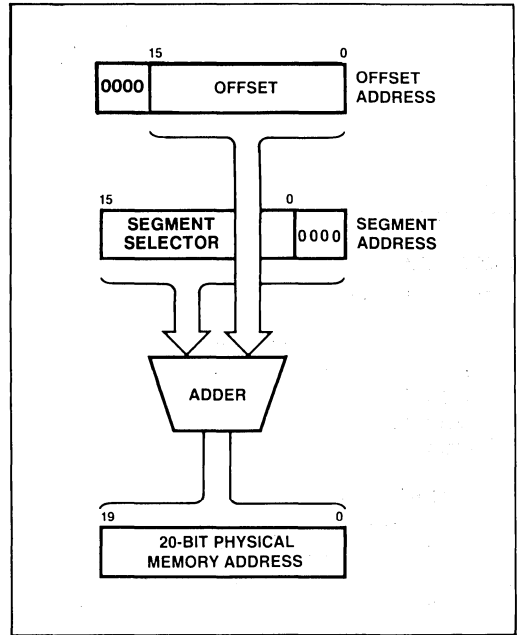 15 0
0000 OFFSET OFFSET
ADDRESS
15 0
SEGMENT
SELECTOR 0000 SEGMENT
ADDRESS
ADDER
19 0
20-BIT PHYSICAL
MEMORY ADDRESS